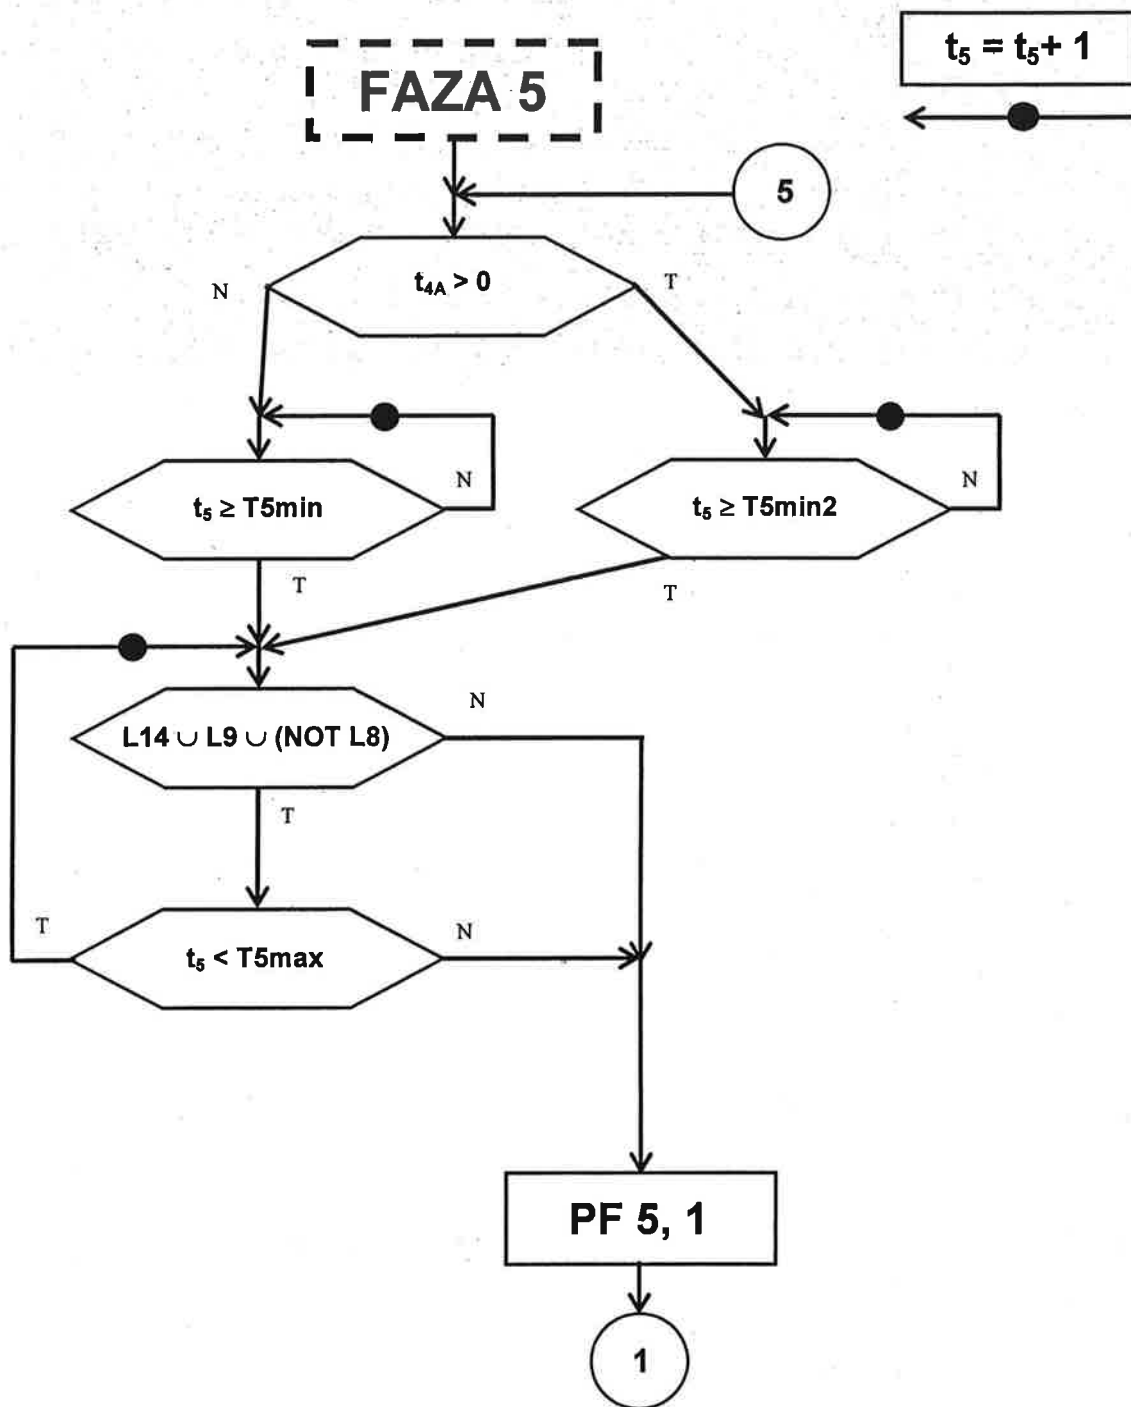 t₅ = t₅+ 1
FAZA 5
5
t₄A > 0
N
T
t₅ ≥ T5min
N
t₅ ≥ T5min2
N
T
T
L14 ∪ L9 ∪ (NOT L8)
N
T
t₅ < T5max
T
N
PF 5, 1
1